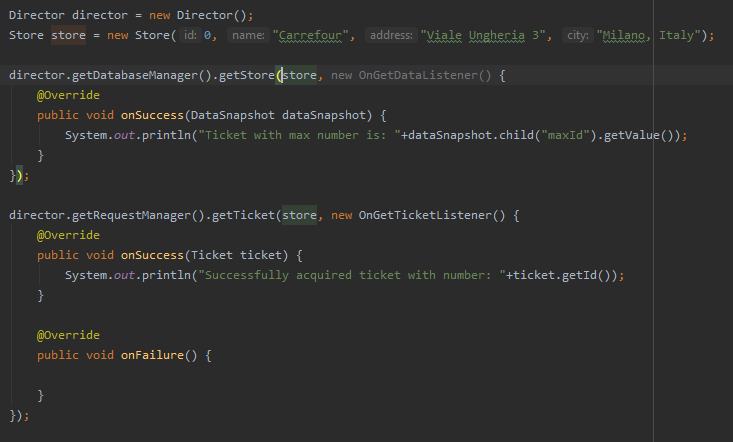 Director director = new Director();
Store store = new Store( id: 0, name: "Carrefour", address: "Viale Ungheria 3", city: "Milano, Italy");
director.getDatabaseManager().getStore(store, new OnGetDataListener() {
@Override
public void onSuccess(DataSnapshot dataSnapshot) {
System.out.println("Ticket with max number is: "+dataSnapshot.child("maxId").getValue());
}
});
director.getRequestManager().getTicket(store, new OnGetTicketListener() {
@Override
public void onSuccess(Ticket ticket) {
System.out.println("Successfully acquired ticket with number: "+ticket.getId());
}
@Override
public void onFailure() {
}
});